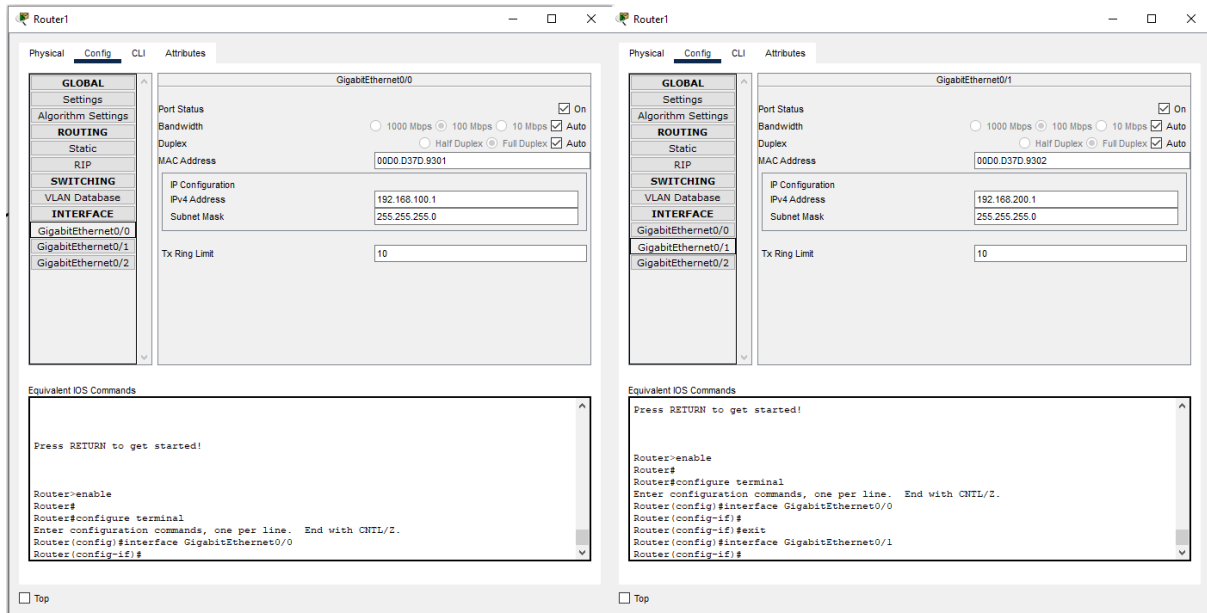 Router1
Physical Config CLI Attributes
GLOBAL
Settings
Algorithm Settings
ROUTING
Static
RIP
SWITCHING
VLAN Database
INTERFACE
GigabitEthernet0/0
GigabitEthernet0/1
GigabitEthernet0/2
GigabitEthernet0/0
Port Status On
Bandwidth 1000 Mbps 100 Mbps 10 Mbps Auto
Duplex Half Duplex Full Duplex Auto
MAC Address 00D0.D37D.9301
IP Configuration
IPv4 Address 192.168.100.1
Subnet Mask 255.255.255.0
Tx Ring Limit 10
Equivalent IOS Commands
Press RETURN to get started!
Router>enable
Router#
Router#configure terminal
Enter configuration commands, one per line. End with CNTL/Z.
Router(config)#interface GigabitEthernet0/0
Router(config-if)#
Top
Router1
Physical Config CLI Attributes
GLOBAL
Settings
Algorithm Settings
ROUTING
Static
RIP
SWITCHING
VLAN Database
INTERFACE
GigabitEthernet0/0
GigabitEthernet0/1
GigabitEthernet0/2
GigabitEthernet0/1
Port Status On
Bandwidth 1000 Mbps 100 Mbps 10 Mbps Auto
Duplex Half Duplex Full Duplex Auto
MAC Address 00D0.D37D.9302
IP Configuration
IPv4 Address 192.168.200.1
Subnet Mask 255.255.255.0
Tx Ring Limit 10
Equivalent IOS Commands
Press RETURN to get started!
Router>enable
Router#
Router#configure terminal
Enter configuration commands, one per line. End with CNTL/Z.
Router(config)#interface GigabitEthernet0/0
Router(config-if)#
Router(config-if)#exit
Router(config)#interface GigabitEthernet0/1
Router(config-if)#
Top